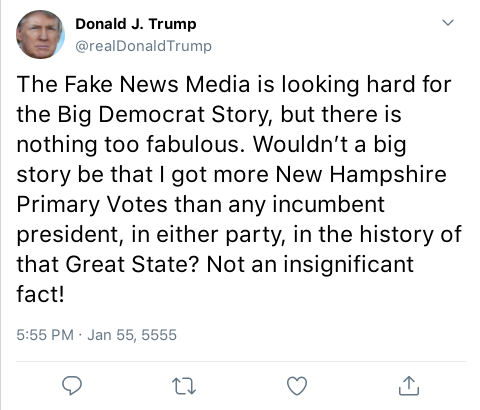 Donald J. Trump
@realDonaldTrump
The Fake News Media is looking hard for
the Big Democrat Story, but there is
nothing too fabulous. Wouldn’t a big
story be that I got more New Hampshire
Primary Votes than any incumbent
president, in either party, in the history of
that Great State? Not an insignificant
fact!
5:55 PM · Jan 55, 5555